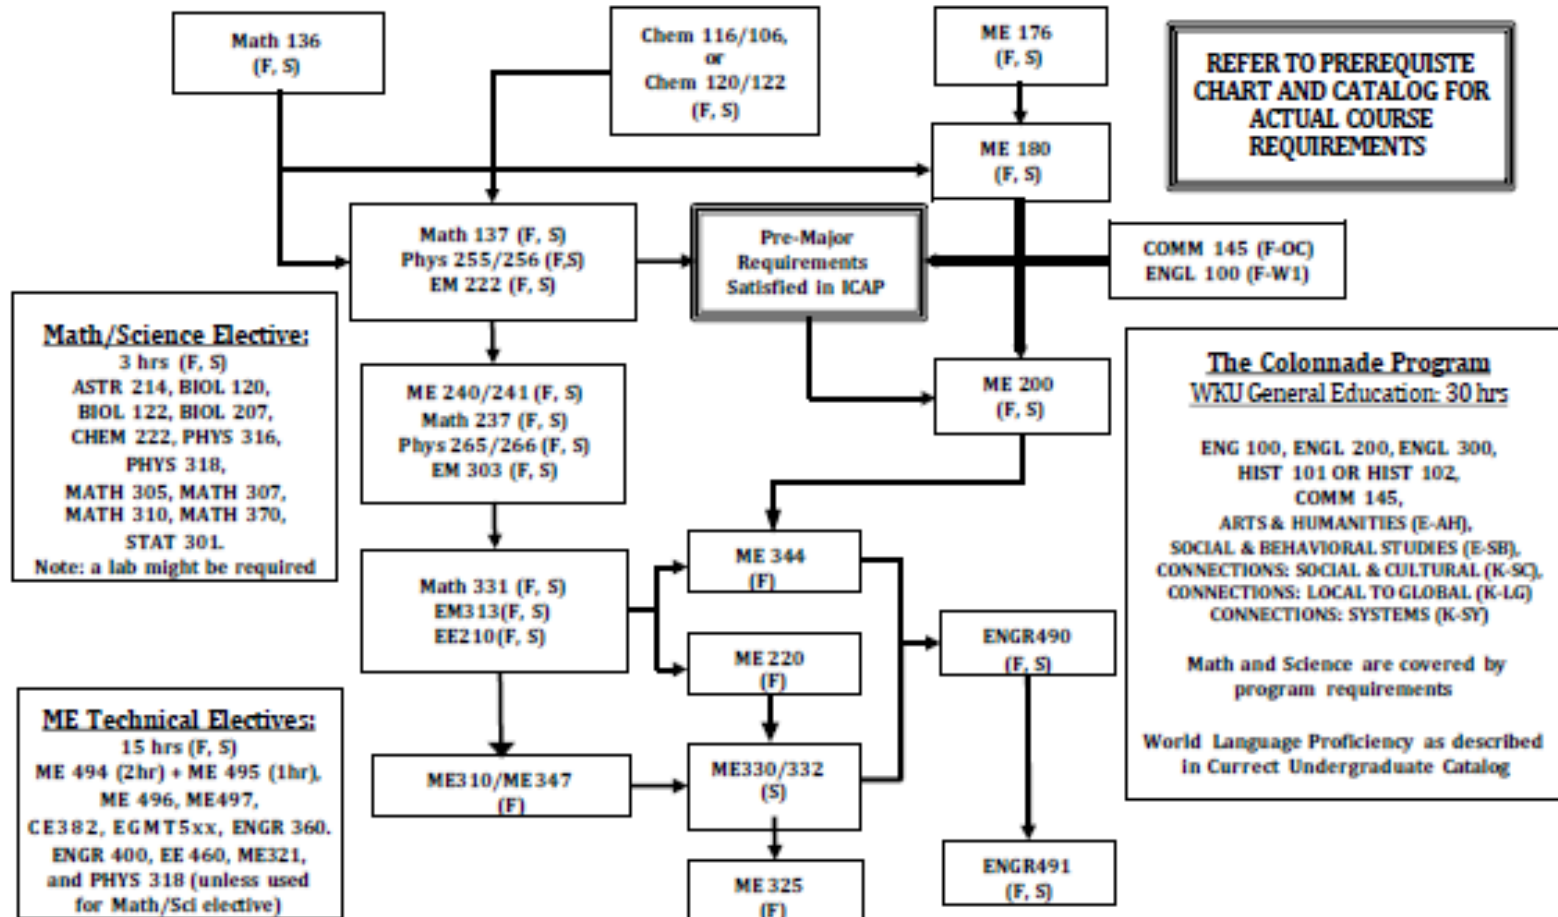 Math 136
(F, S)
Chem 116/106,
or
Chem 120/122
(F, S)
ME 176
(F, S)
REFER TO PREREQUISTE
CHART AND CATALOG FOR
ACTUAL COURSE
REQUIREMENTS
ME 180
(F, S)
Math 137 (F, S)
Phys 255/256 (F,S)
EM 222 (F, S)
Pre-Major
Requirements
Satisfied in ICAP
COMM 145 (F-OC)
ENGL 100 (F-W1)
Math/Science Elective:
3 hrs (F, S)
ASTR 214, BIOL 120,
BIOL 122, BIOL 207,
CHEM 222, PHYS 316,
PHYS 318,
MATH 305, MATH 307,
MATH 310, MATH 370,
STAT 301.
Note: a lab might be required
ME 240/241 (F, S)
Math 237 (F, S)
Phys 265/266 (F, S)
EM 303 (F, S)
ME 200
(F, S)
The Colonnade Program
WKU General Education: 30 hrs
ENG 100, ENGL 200, ENGL 300,
HIST 101 OR HIST 102,
COMM 145,
ARTS & HUMANITIES (E-AH),
SOCIAL & BEHAVIORAL STUDIES (E-SB),
CONNECTIONS: SOCIAL & CULTURAL (K-SC),
CONNECTIONS: LOCAL TO GLOBAL (K-LG)
CONNECTIONS: SYSTEMS (K-SY)
Math and Science are covered by
program requirements
World Language Proficiency as described
in Currect Undergraduate Catalog
Math 331 (F, S)
EM313(F, S)
EE210(F, S)
ME 344
(F)
ME 220
(F)
ENGR490
(F, S)
ME Technical Electives:
15 hrs (F, S)
ME 494 (2hr) + ME 495 (1hr),
ME 496, ME497,
CE382, EGMT5xx, ENGR 360.
ENGR 400, EE 460, ME321,
and PHYS 318 (unless used
for Math/Sci elective)
ME310/ME347
(F)
ME330/332
(S)
ME 325
(F)
ENGR491
(F, S)